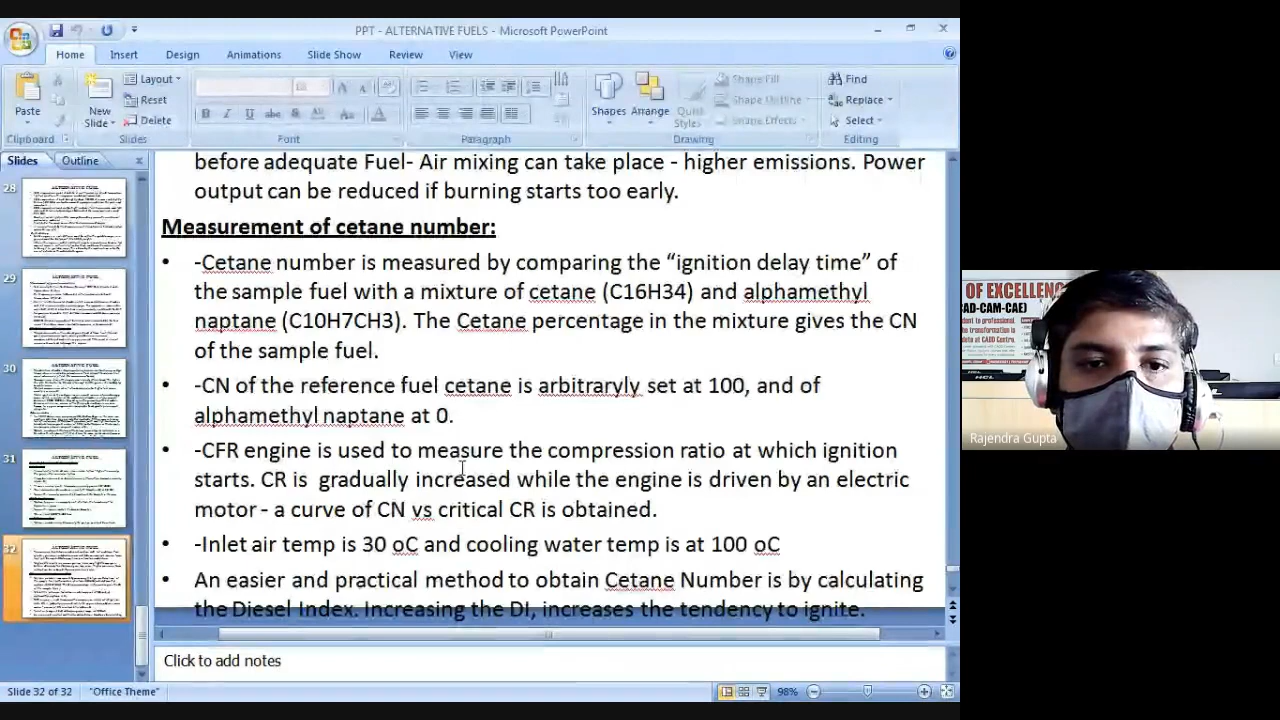 PPT - ALTERNATIVE FUELS - Microsoft PowerPoint
Home Insert Design Animations Slide Show Review View
Paste
New Slide
Layout
Reset
Delete
Shapes
Arrange
Quick Styles
Shape Fill
Shape Outline
Shape Effects
Find
Replace
Select
Clipboard Slides Font Paragraph Drawing Editing
Slides Outline
28
29
30
31
32
before adequate Fuel- Air mixing can take place - higher emissions. Power
output can be reduced if burning starts too early.
Measurement of cetane number:
• -Cetane number is measured by comparing the “ignition delay time” of
the sample fuel with a mixture of cetane (C16H34) and alphamethyl
naptane (C10H7CH3). The Cetane percentage in the mixture gives the CN
of the sample fuel.
• -CN of the reference fuel cetane is arbitraryly set at 100, and of
alphamethyl naptane at 0.
• -CFR engine is used to measure the compression ratio at which ignition
starts. CR is gradually increased while the engine is driven by an electric
motor - a curve of CN vs critical CR is obtained.
• -Inlet air temp is 30 oC and cooling water temp is at 100 oC
• An easier and practical method to obtain Cetane Number is by calculating
the Diesel Index. Increasing the DI, increases the tendency to ignite.
Click to add notes
Slide 32 of 32 "Office Theme" 98%
OF EXCELLENC
CAD-CAM-CAED
HCL
Rajendra Gupta